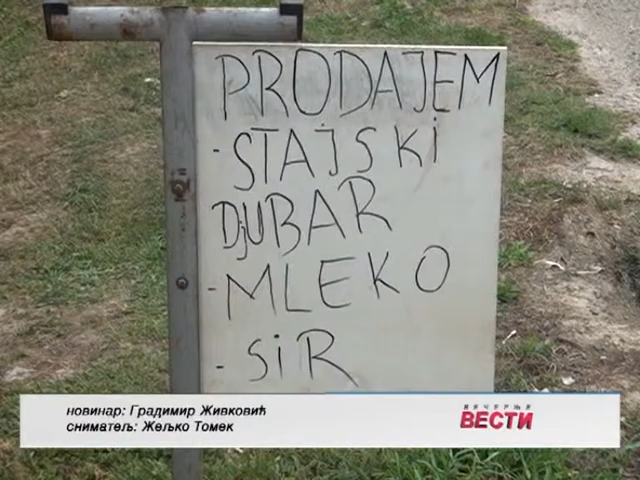 PRODAJEM
- STAJSKI
DjUBAR
- MLEKO
- SiR
новинар: Градимир Живковић
сниматељ: Жељко Томек
ВЕЧЕРЊЕ
ВЕСТИ